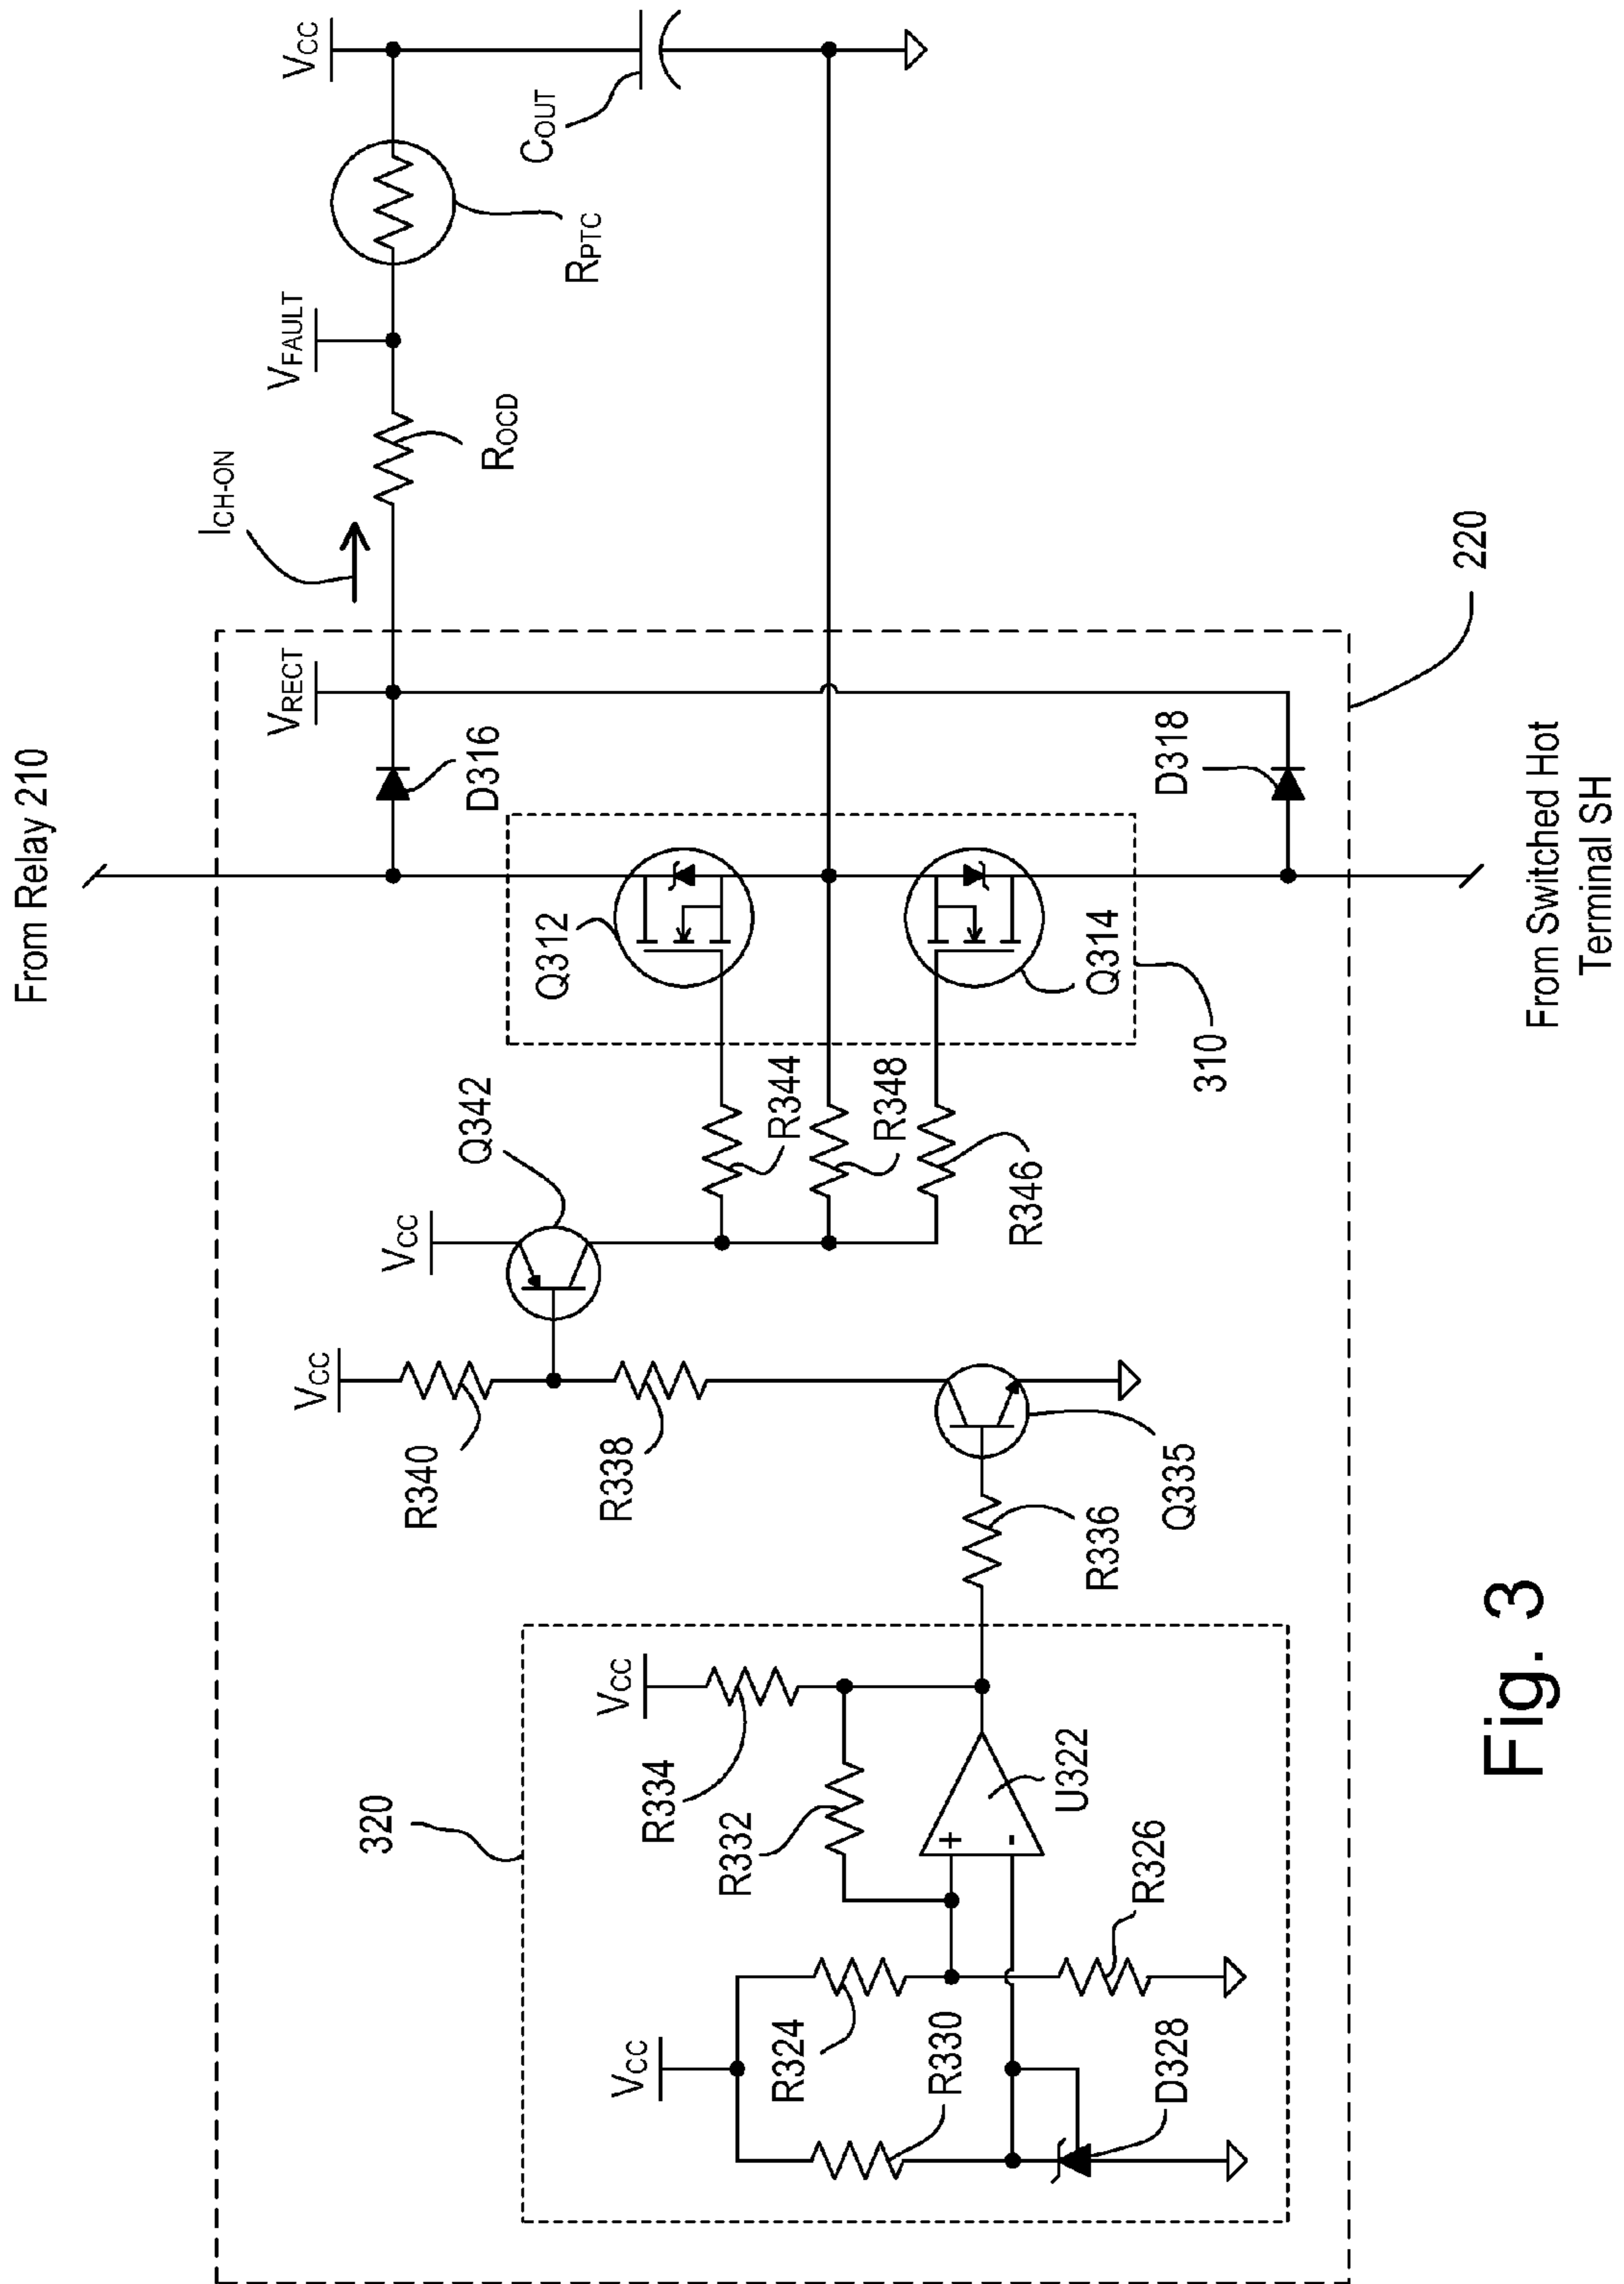 From Relay 210
VCC
VRECT
VFAULT
ICH-ON
ROCD
RPTC
COUT
D316
D318
220
Q312
Q314
310
R344
R348
R346
Q342
VCC
VCC
R340
R338
Q335
R336
320
VCC
R334
R332
U322
+
-
VCC
R324
R330
R326
D328
From Switched Hot
Terminal SH
Fig. 3